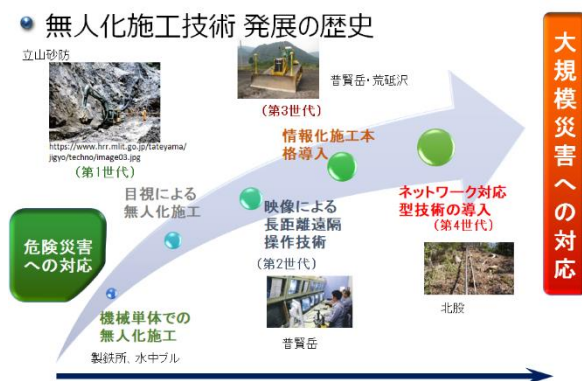 無人化施工技術 発展の歴史
立山砂防
https://www.hrr.mlit.go.jp/tateyama/
jigyo/techno/image03.jpg
(第1世代)
普賢岳・荒砥沢
(第3世代)
情報化施工本
格導入
目視による
無人化施工
映像による
長距離遠隔
操作技術
(第2世代)
ネットワーク対応
型技術の導入
(第4世代)
危険災害
への対応
機械単体での
無人化施工
製鉄所、水中ブル
普賢岳
北股
大規模災害への対応